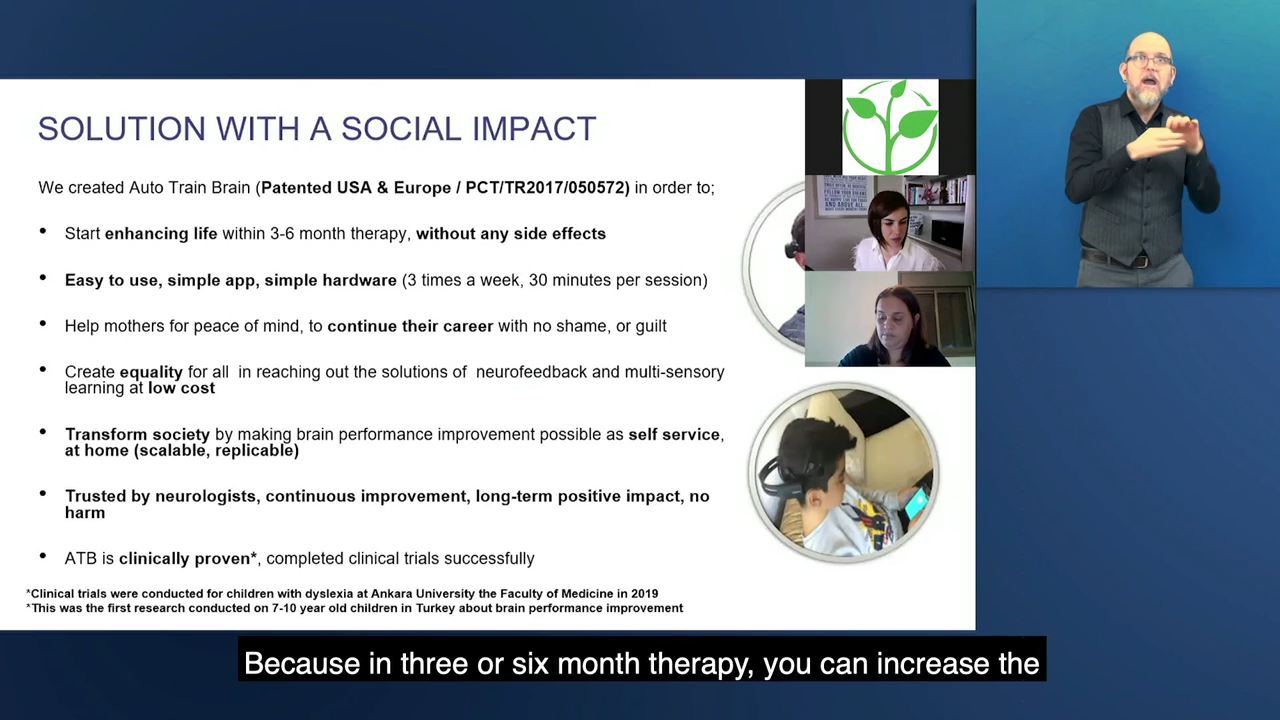 SOLUTION WITH A SOCIAL IMPACT
We created Auto Train Brain (Patented USA & Europe / PCT/TR2017/050572) in order to;
• Start enhancing life within 3-6 month therapy, without any side effects
• Easy to use, simple app, simple hardware (3 times a week, 30 minutes per session)
• Help mothers for peace of mind, to continue their career with no shame, or guilt
• Create equality for all in reaching out the solutions of neurofeedback and multi-sensory
learning at low cost
• Transform society by making brain performance improvement possible as self service,
at home (scalable, replicable)
• Trusted by neurologists, continuous improvement, long-term positive impact, no
harm
• ATB is clinically proven*, completed clinical trials successfully
*Clinical trials were conducted for children with dyslexia at Ankara University the Faculty of Medicine in 2019
*This was the first research conducted on 7-10 year old children in Turkey about brain performance improvement
Because in three or six month therapy, you can increase the